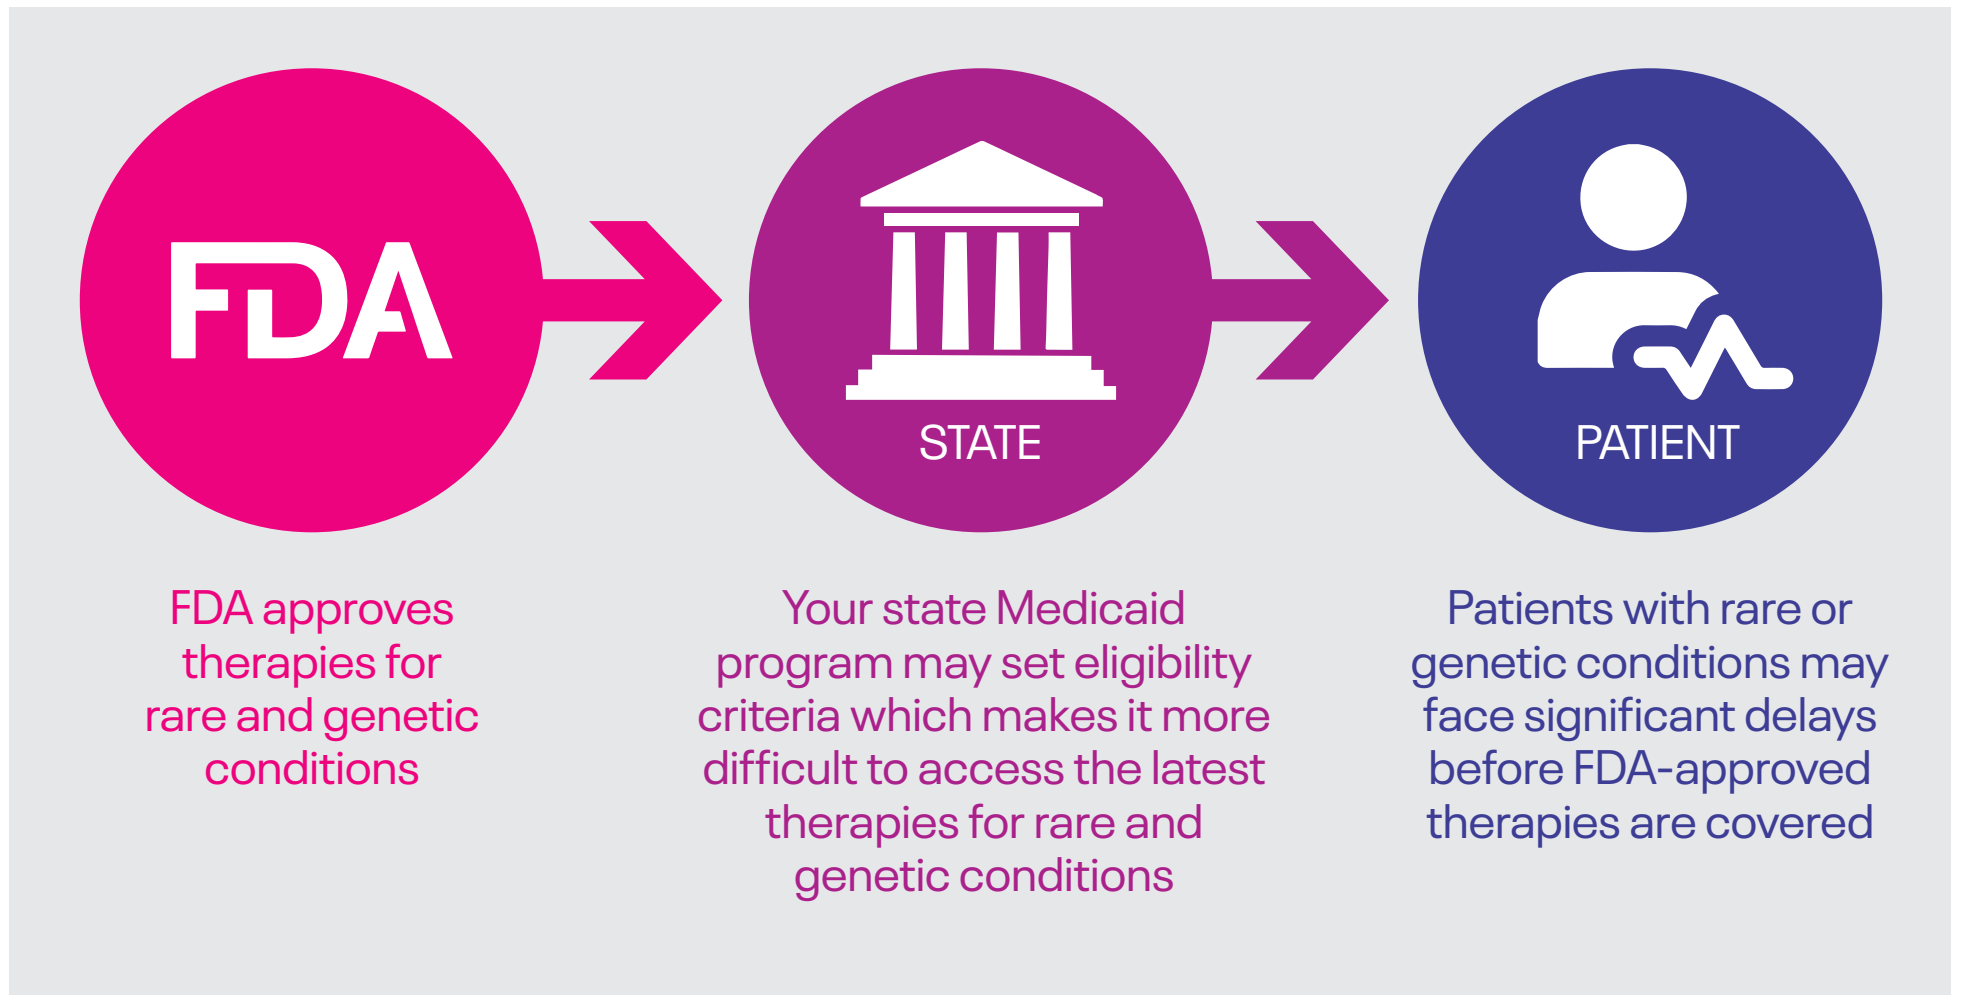 FDA
STATE
PATIENT
FDA approves
therapies for
rare and genetic
conditions
Your state Medicaid
program may set eligibility
criteria which makes it more
difficult to access the latest
therapies for rare and
genetic conditions
Patients with rare or
genetic conditions may
face significant delays
before FDA-approved
therapies are covered